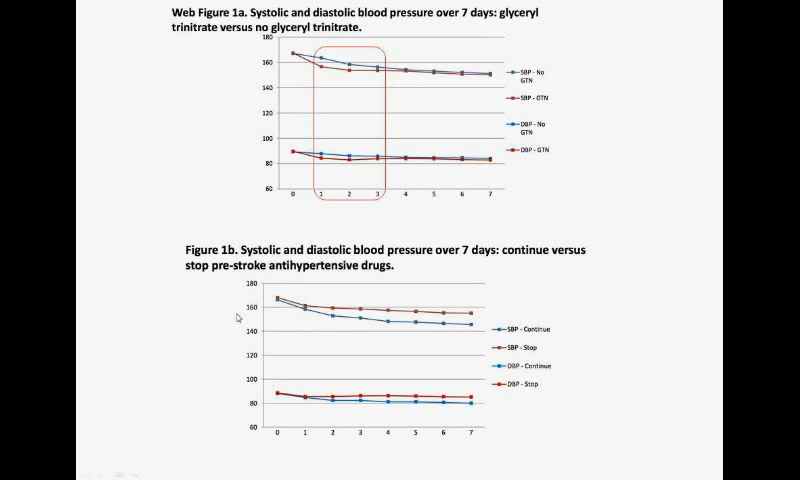 Web Figure 1a. Systolic and diastolic blood pressure over 7 days: glyceryl
trinitrate versus no glyceryl trinitrate.
180
160
140
120
100
80
60
0 1 2 3 4 5 6 7
SBP - No
GTN
SBP - GTN
DBP - No
GTN
DBP - GTN
Figure 1b. Systolic and diastolic blood pressure over 7 days: continue versus
stop pre-stroke antihypertensive drugs.
180
160
140
120
100
80
60
0 1 2 3 4 5 6 7
SBP - Continue
SBP - Stop
DBP - Continue
DBP - Stop